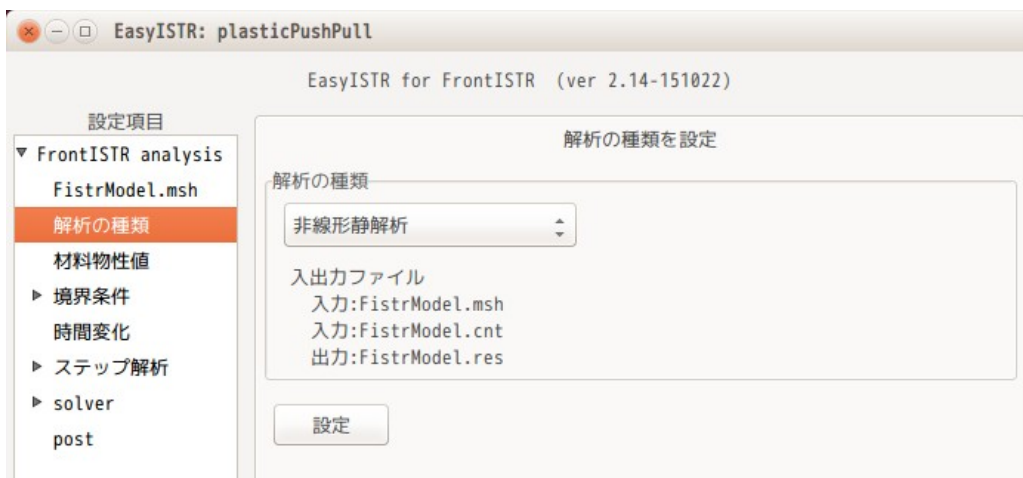 EasyISTR: plasticPushPull
EasyISTR for FrontISTR (ver 2.14-151022)
設定項目
FrontISTR analysis
FistrModel.msh
解析の種類
材料物性値
境界条件
時間変化
ステップ解析
solver
post
解析の種類を設定
解析の種類
非線形静解析
入出力ファイル
入力:FistrModel.msh
入力:FistrModel.cnt
出力:FistrModel.res
設定